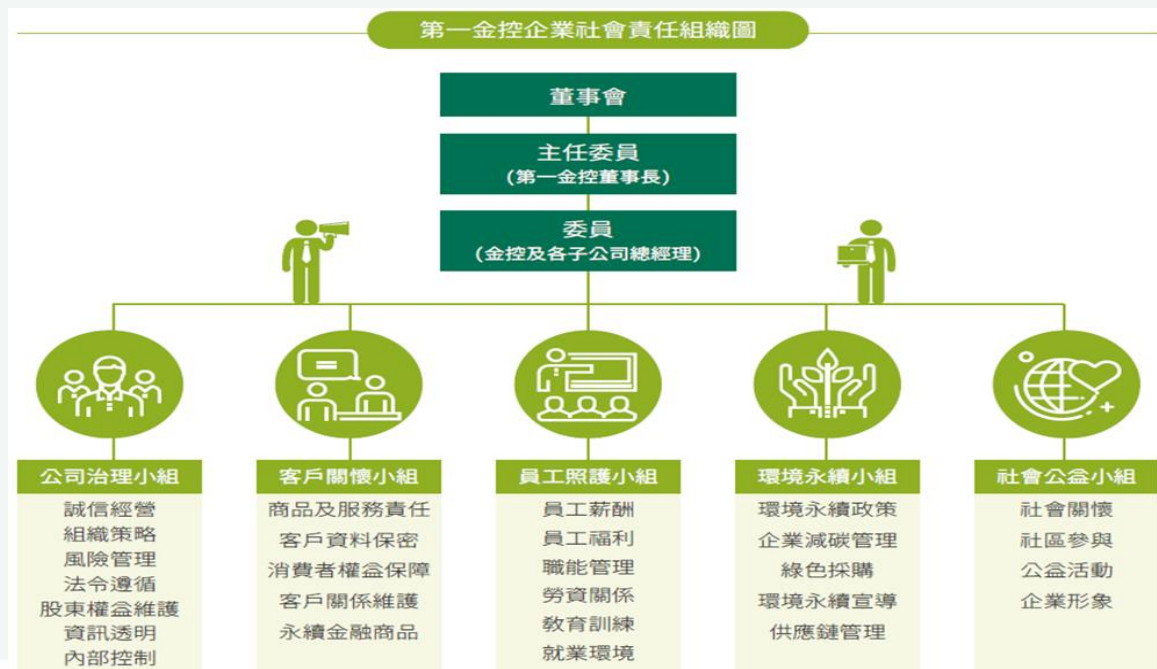 第一金控企業社會責任組織圖
董事會
主任委員
(第一金控董事長)
委員
(金控及各子公司總經理)
公司治理小組
誠信經營
組織策略
風險管理
法令遵循
股東權益維護
資訊透明
內部控制
客戶關懷小組
商品及服務責任
客戶資料保密
消費者權益保障
客戶關係維護
永續金融商品
員工照護小組
員工薪酬
員工福利
職能管理
勞資關係
教育訓練
就業環境
環境永續小組
環境永續政策
企業減碳管理
綠色採購
環境永續宣導
供應鏈管理
社會公益小組
社會關懷
社區參與
公益活動
企業形象